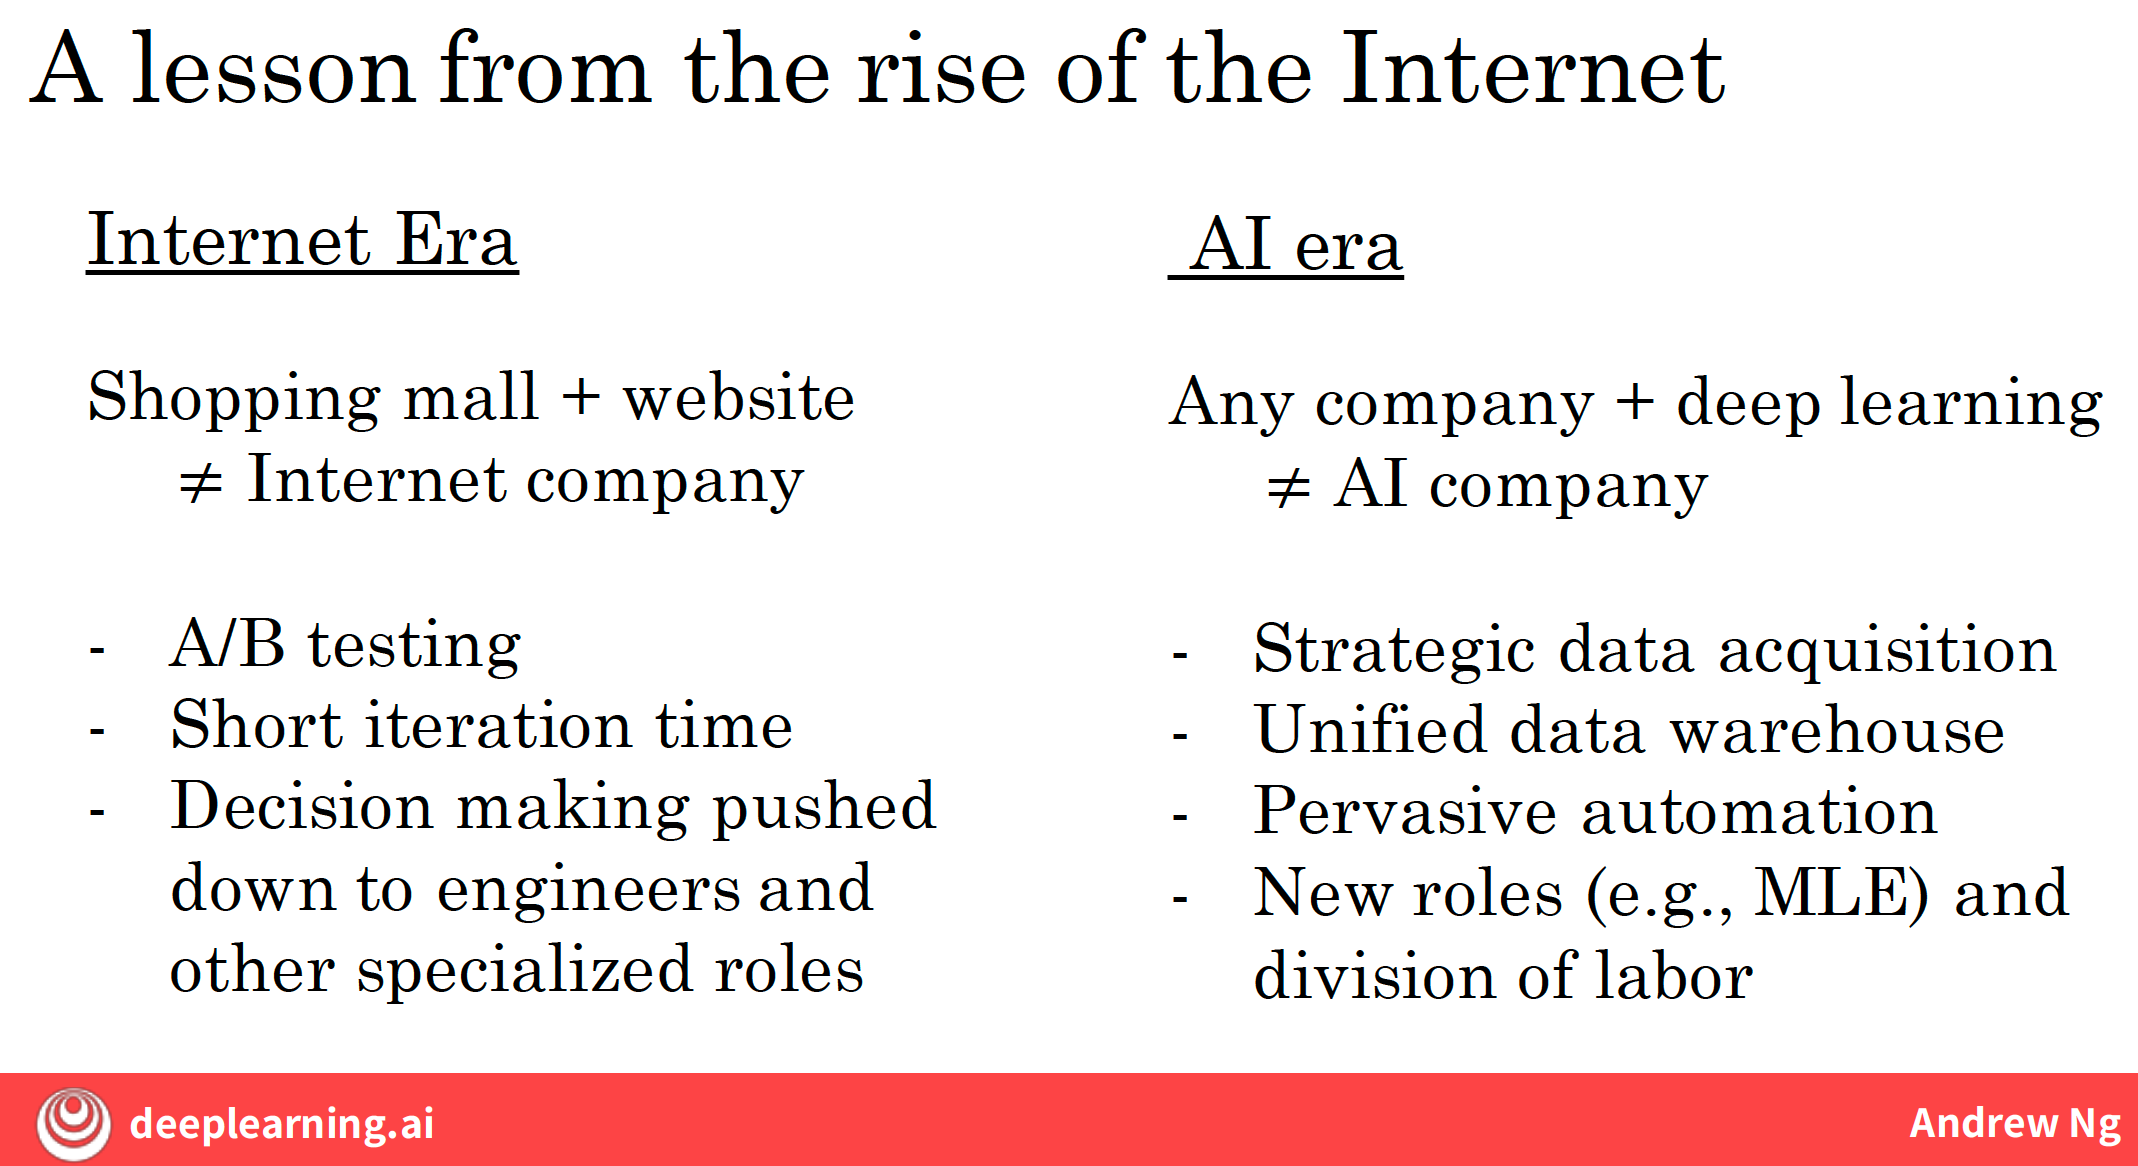 A lesson from the rise of the Internet
Internet Era
Shopping mall + website
≠ Internet company
- A/B testing
- Short iteration time
- Decision making pushed
down to engineers and
other specialized roles
AI era
Any company + deep learning
≠ AI company
- Strategic data acquisition
- Unified data warehouse
- Pervasive automation
- New roles (e.g., MLE) and
division of labor
deeplearning.ai
Andrew Ng